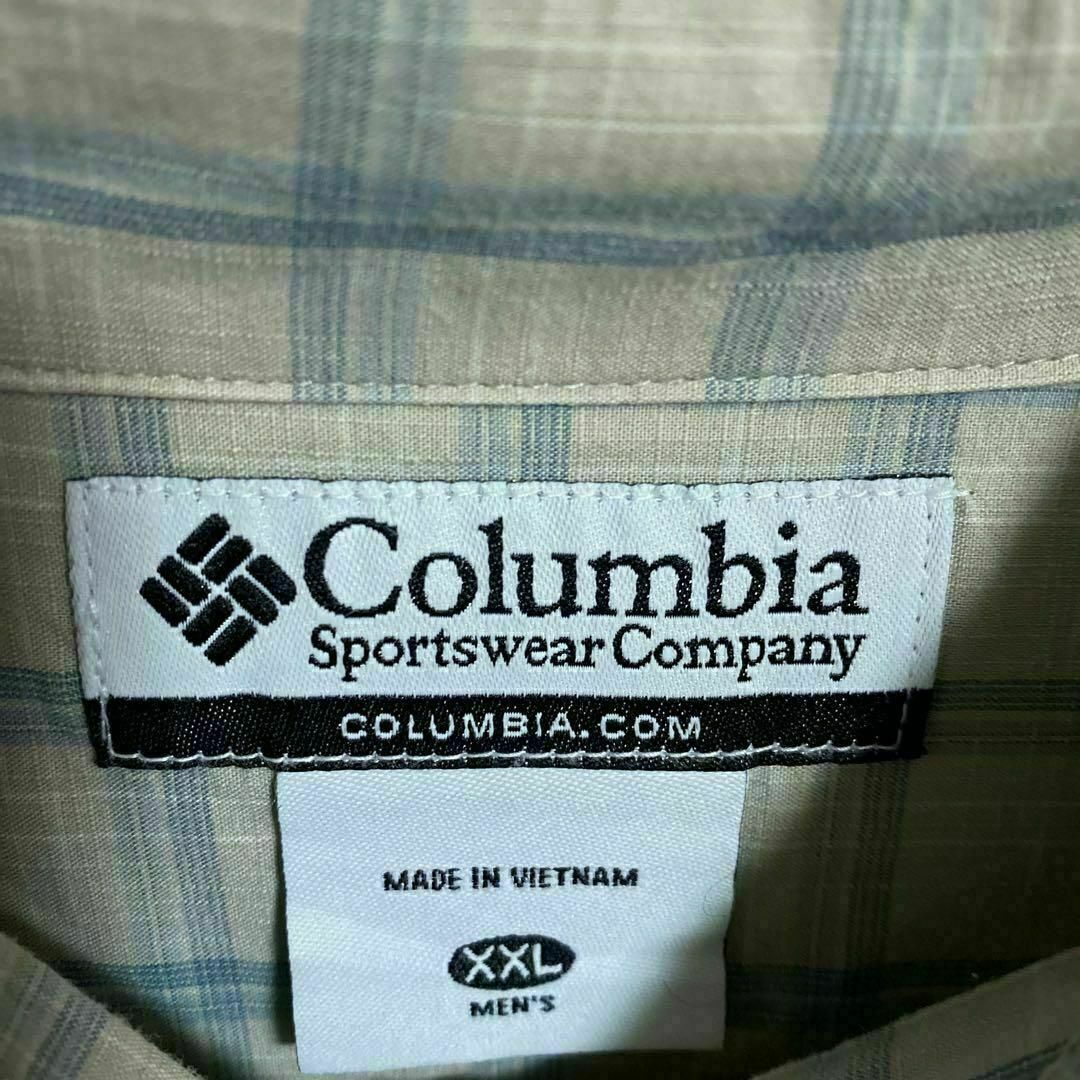 Columbia
Sportswear Company
COLUMBIA.COM
MADE IN VIETNAM
XXL
MEN'S